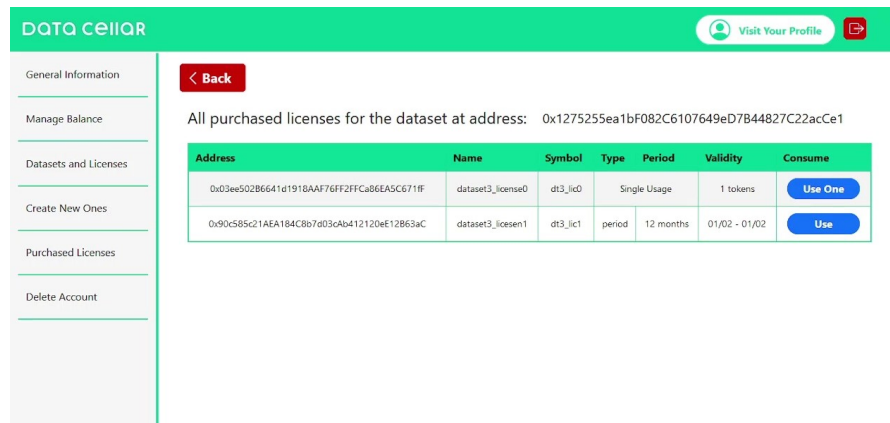 DATA CELLAR
Visit Your Profile
General Information
Manage Balance
Datasets and Licenses
Create New Ones
Purchased Licenses
Delete Account
Back
All purchased licenses for the dataset at address: 0x1275255ea1bF082C6107649eD7B44827C22acCe1
Address Name Symbol Type Period Validity Consume
0x03ee502B6641d1918AAF76FF2FFCa86EA5C671fF dataset3_license0 dt3_lic0 Single Usage 1 tokens Use One
0x90c585c21AEA184C8b7d03cAb412120eE12B63aC dataset3_licesen1 dt3_lic1 period 12 months 01/02 - 01/02 Use